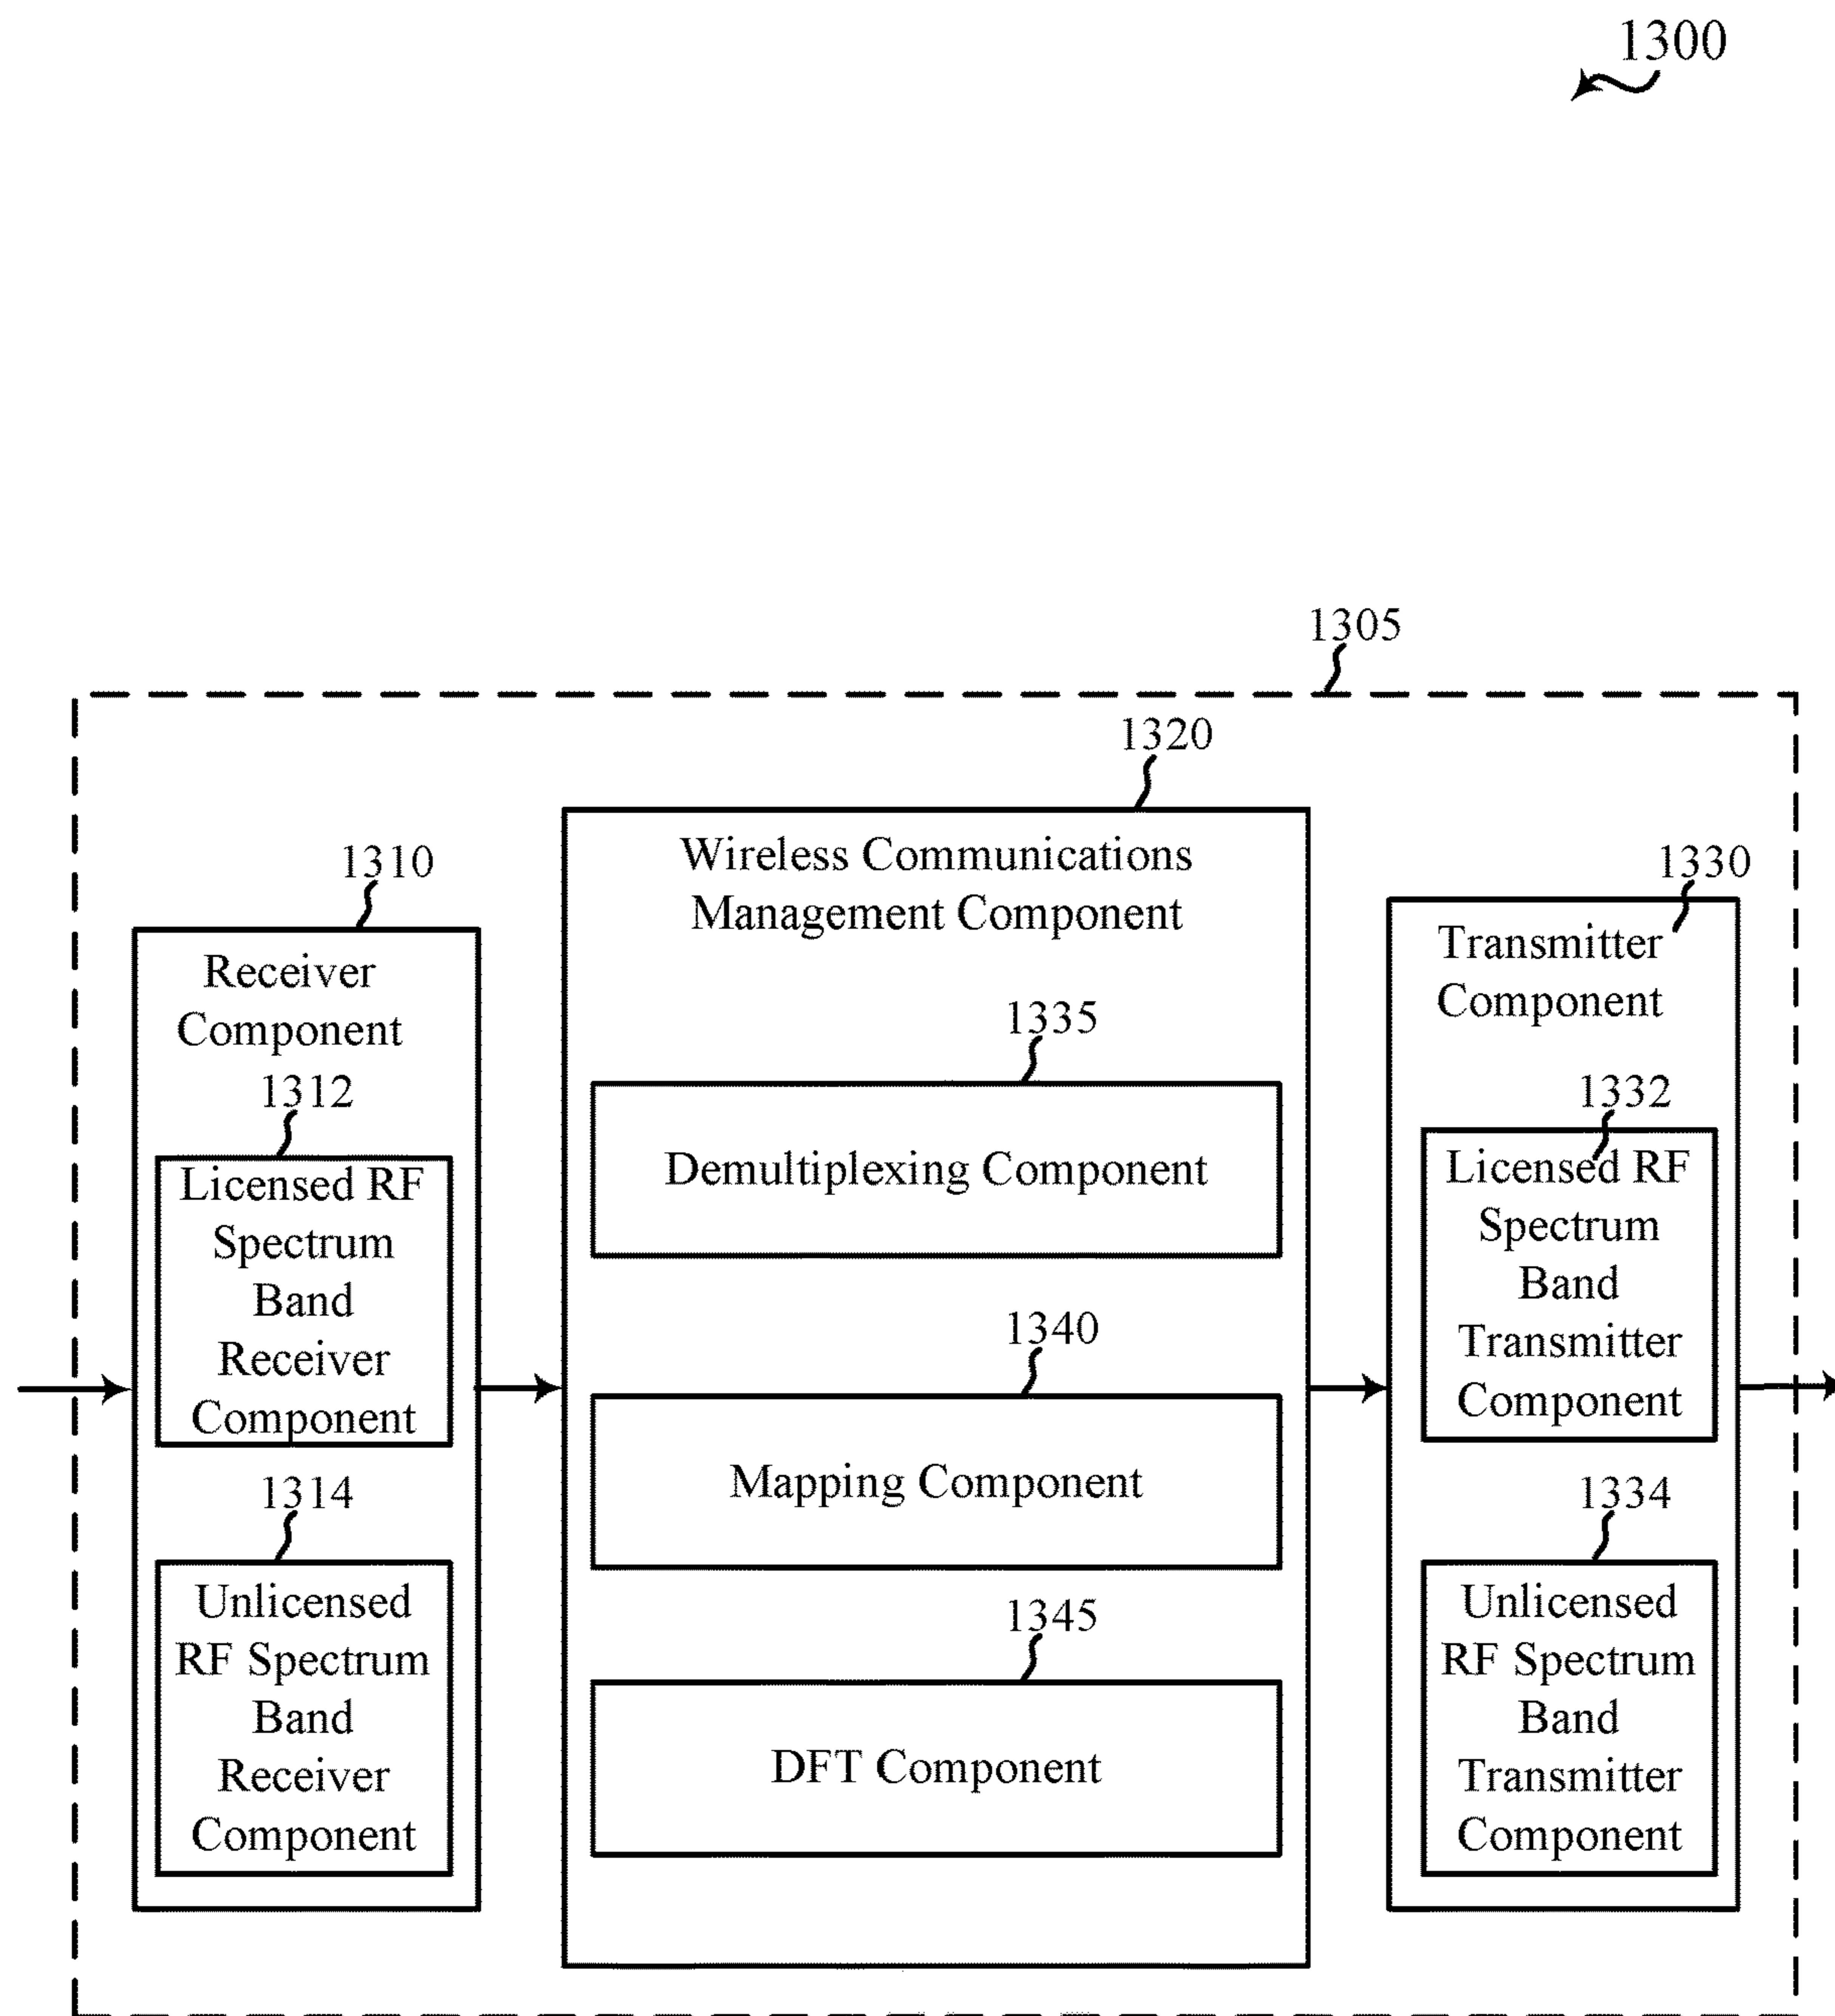 1300
1305
1320
Wireless Communications
Management Component
1310
Receiver
Component
1312
Licensed RF
Spectrum
Band
Receiver
Component
1314
Unlicensed
RF Spectrum
Band
Receiver
Component
1335
Demultiplexing Component
1340
Mapping Component
1345
DFT Component
1330
Transmitter
Component
1332
Licensed RF
Spectrum
Band
Transmitter
Component
1334
Unlicensed
RF Spectrum
Band
Transmitter
Component